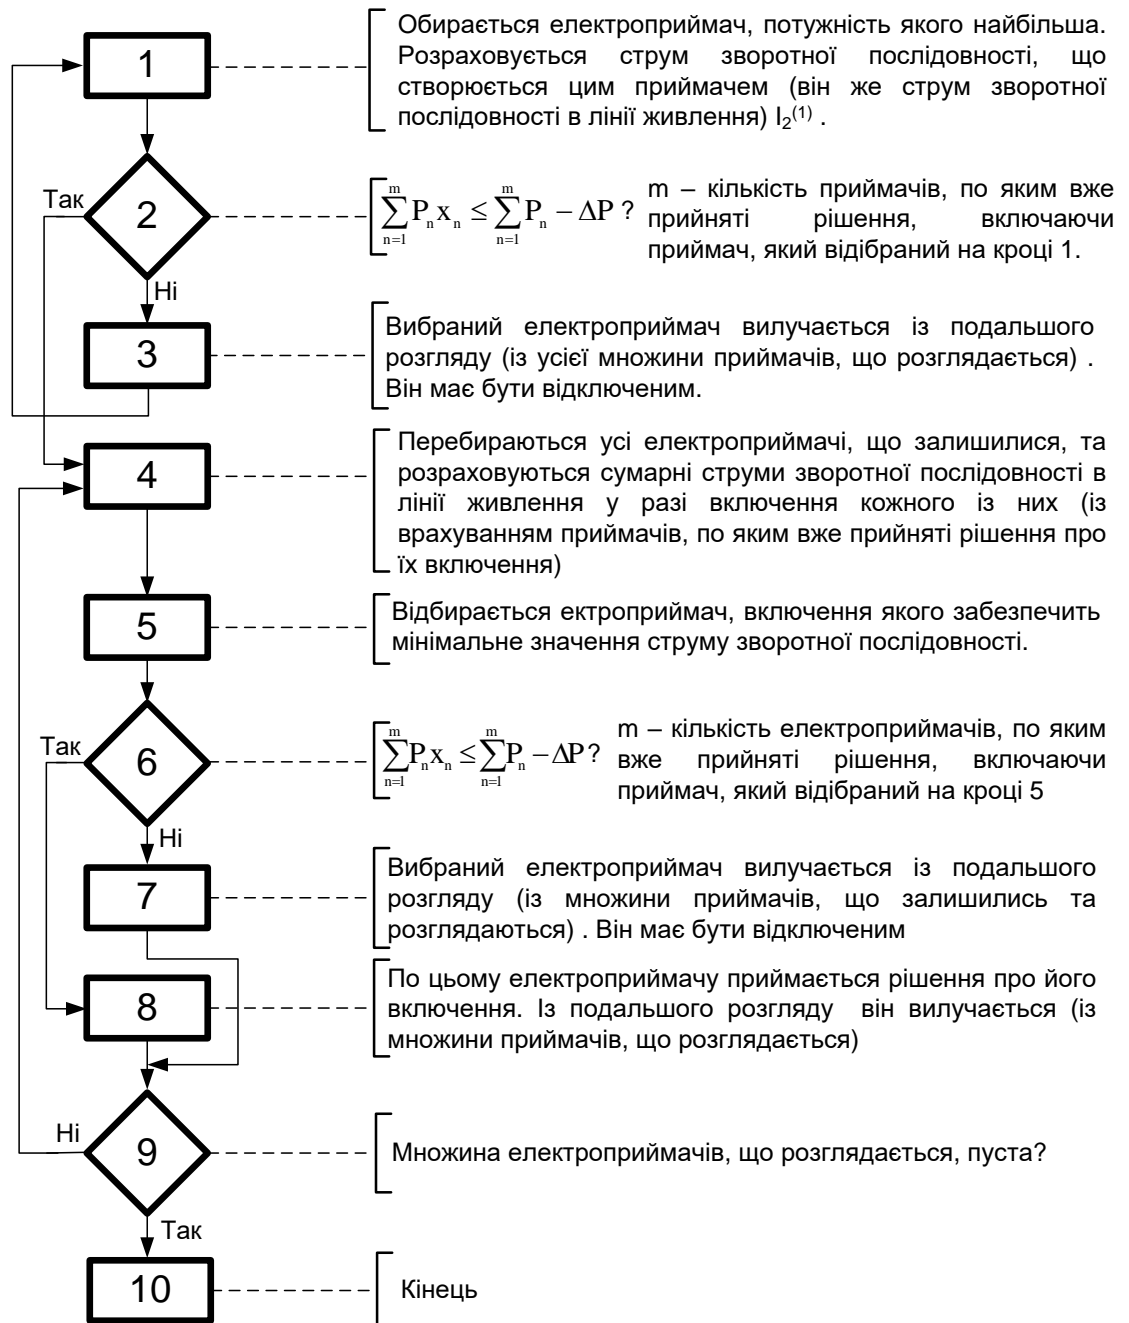 1
Обирається електроприймач, потужність якого найбільша.
Розраховується струм зворотної послідовності, що
створюється цим приймачем (він же струм зворотної
послідовності в лінії живлення) I₂⁽¹⁾ .
Так
2
Ні
∑ₙ₌₁ᵐ Pₙxₙ ≤ ∑ₙ₌₁ᵐ Pₙ − ΔP ?
m – кількість приймачів, по яким вже
прийняті рішення, включаючи
приймач, який відібраний на кроці 1.
3
Вибраний електроприймач вилучається із подальшого
розгляду (із усієї множини приймачів, що розглядається) .
Він має бути відключеним.
4
Перебираються усі електроприймачі, що залишилися, та
розраховуються сумарні струми зворотної послідовності в
лінії живлення у разі включення кожного із них (із
врахуванням приймачів, по яким вже прийняті рішення про
їх включення)
5
Відбирається ектроприймач, включення якого забезпечить
мінімальне значення струму зворотної послідовності.
Так
6
Ні
∑ₙ₌₁ᵐ Pₙxₙ ≤ ∑ₙ₌₁ᵐ Pₙ − ΔP ?
m – кількість електроприймачів, по яким
вже прийняті рішення, включаючи
приймач, який відібраний на кроці 5
7
Вибраний електроприймач вилучається із подальшого
розгляду (із множини приймачів, що залишились та
розглядаються) . Він має бути відключеним
8
По цьому електроприймачу приймається рішення про його
включення. Із подальшого розгляду він вилучається (із
множини приймачів, що розглядається)
Ні
9
Так
Множина електроприймачів, що розглядається, пуста?
10
Кінець